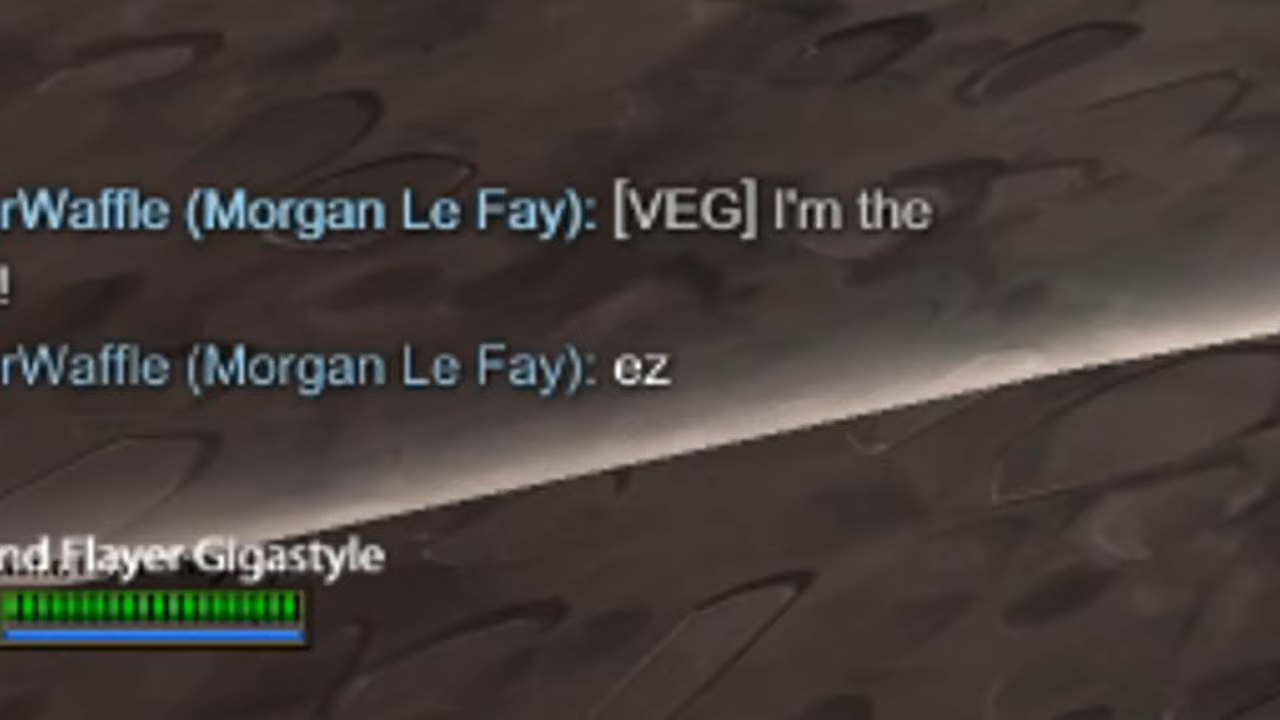 rWaffle (Morgan Le Fay): [VEG] I'm the
!
rWaffle (Morgan Le Fay): ez
nd Flayer Gigastyle